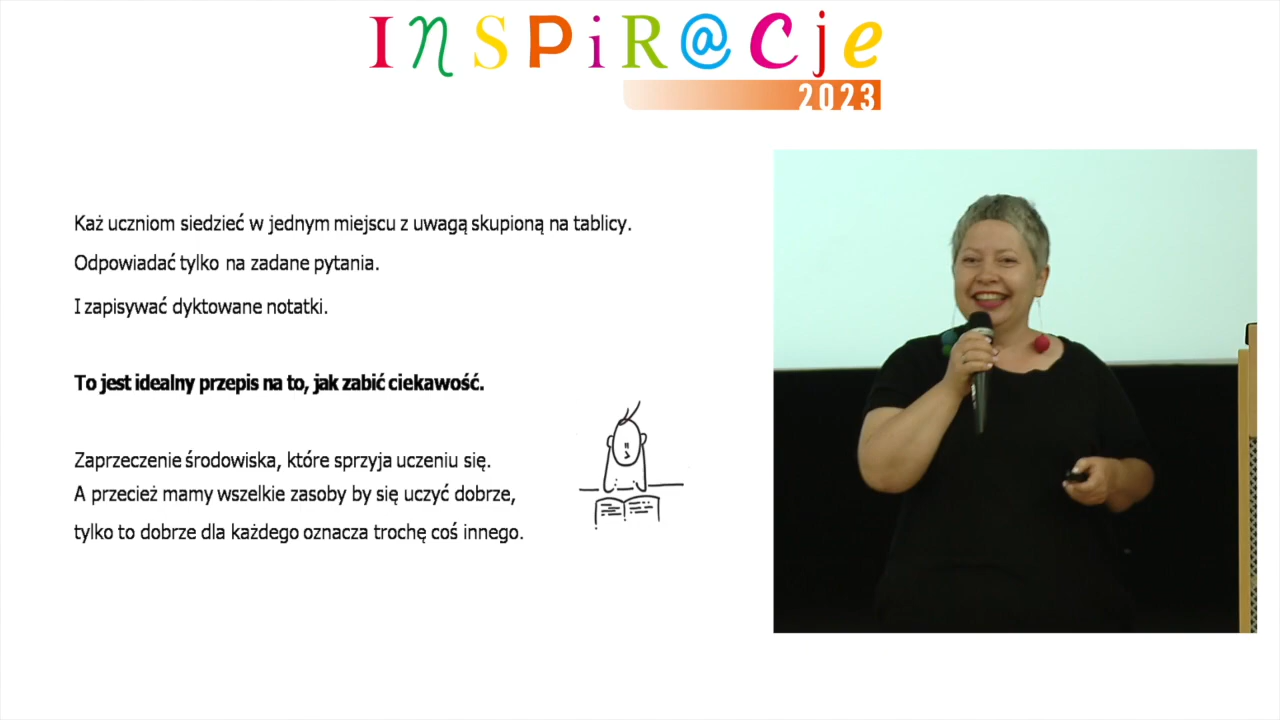 INSPiR@Cje
2023
Każ uczniom siedzieć w jednym miejscu z uwagą skupioną na tablicy.
Odpowiadać tylko na zadane pytania.
I zapisywać dyktowane notatki.
To jest idealny przepis na to, jak zabić ciekawość.
Zaprzeczenie środowiska, które sprzyja uczeniu się.
A przecież mamy wszelkie zasoby by się uczyć dobrze,
tylko to dobrze dla każdego oznacza trochę coś innego.